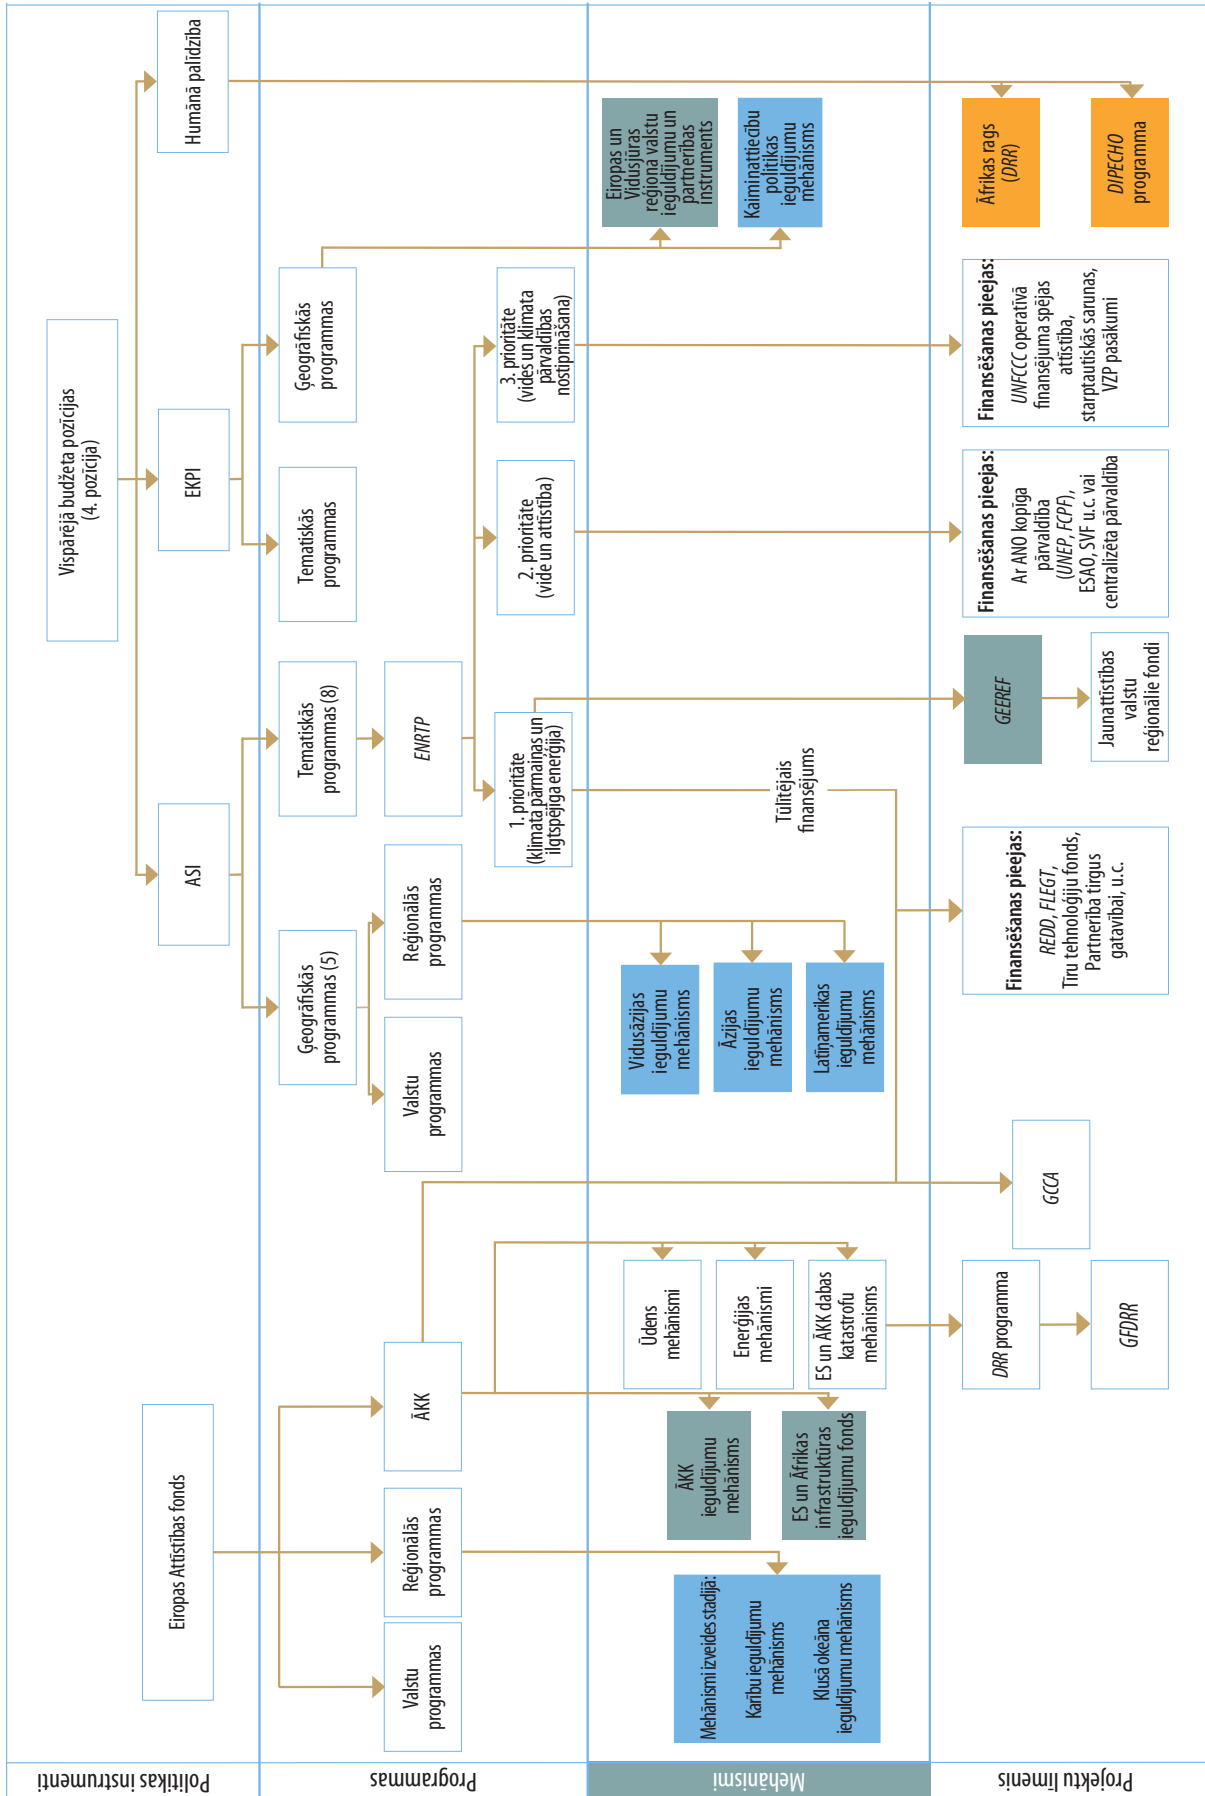 Politikas instrumenti
Eiropas Attīstības fonds
Vispārējā budžeta pozīcijas
(4. pozīcija)
ASI
EKPI
Humānā palīdzība
Programmas
Valstu
programmas
Reģionālās
programmas
ĀKK
Ģeogrāfiskās
programmas (5)
Valstu
programmas
Reģionālās
programmas
Tematiskās
programmas (8)
ENRTP
1. prioritāte
(klimata pārmaiņas un
ilgtspējīga enerģija)
2. prioritāte
(vide un attīstība)
3. prioritāte
(vides un klimata
pārvaldības
nostiprināšana)
Tematiskās
programmas
Ģeogrāfiskās
programmas
Mehānismi
Mehānismi izveides stadijā:
Karību ieguldījumu
mehānisms
Klusā okeāna
ieguldījumu mehānisms
ĀKK
ieguldījumu
mehānisms
ES un Āfrikas
infrastruktūras
ieguldījumu fonds
Ūdens
mehānismi
Enerģijas
mehānismi
ES un ĀKK dabas
katastrofu
mehānisms
Vidusāzijas
ieguldījumu
mehānisms
Āzijas
ieguldījumu
mehānisms
Latīņamerikas
ieguldījumu
mehānisms
Tūlītējais
finansējums
Eiropas un
Vidusjūras
reģiona valstu
ieguldījumu un
partnerības
instruments
Kaimiņattiecību
politikas
ieguldījumu
mehānisms
Projektu līmenis
DRR programma
GFDRR
GCCA
Finansēšanas pieejas:
REDD, FLEGT,
Tīru tehnoloģiju fonds,
Partnerība tirgus
gatavībai, u.c.
GEEREF
Jaunattīstības
valstu
reģionālie fondi
Finansēšanas pieejas:
Ar ANO kopīga
pārvaldība
(UNEP, FCPF),
ESAO, SVF u.c. vai
centralizēta pārvaldība
Finansēšanas pieejas:
UNFCCC operatīvā
finansējuma spējas
attīstība,
starptautiskās sarunas,
VZP pasākumi
Āfrikas rags
(DRR)
DIPECHO
programma